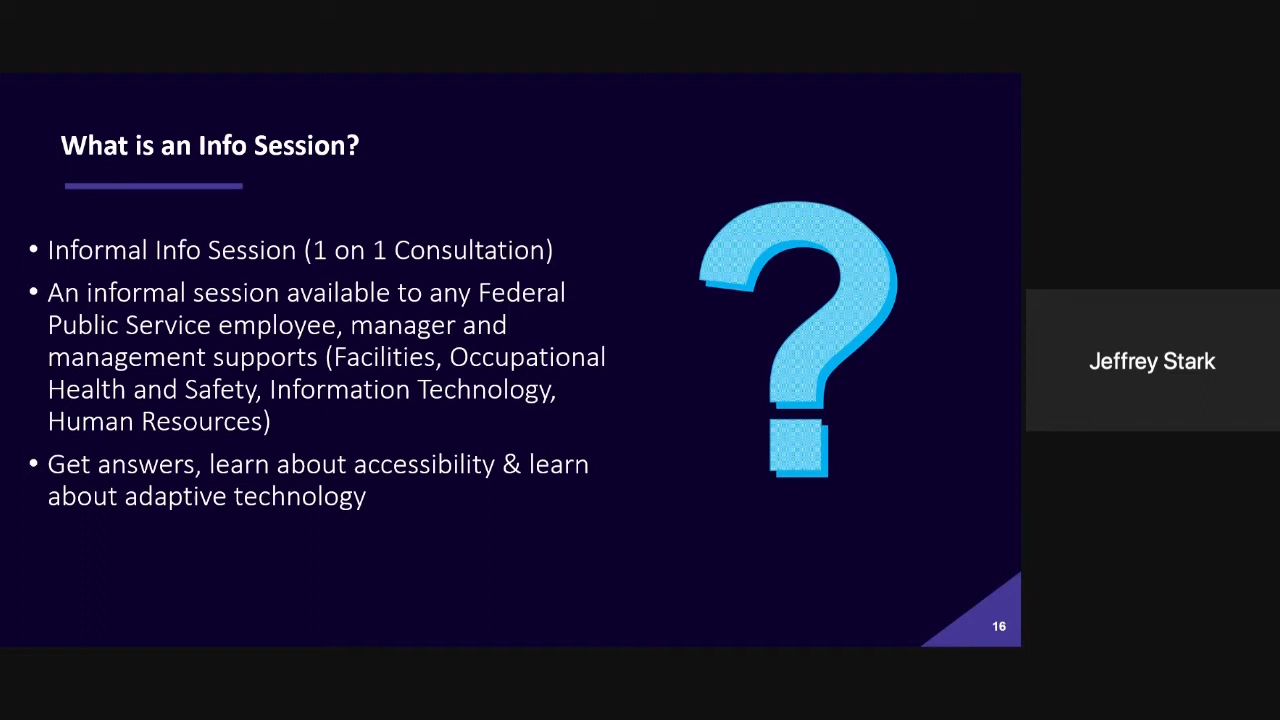 What is an Info Session?
• Informal Info Session (1 on 1 Consultation)
• An informal session available to any Federal
Public Service employee, manager and
management supports (Facilities, Occupational
Health and Safety, Information Technology,
Human Resources)
• Get answers, learn about accessibility & learn
about adaptive technology
?
16
Jeffrey Stark